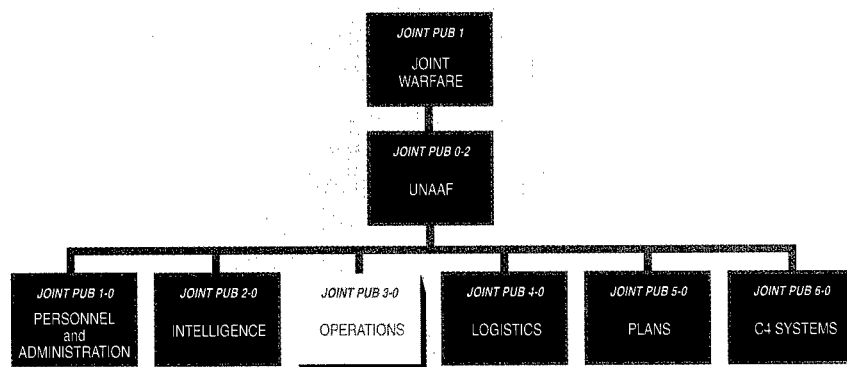 JOINT PUB 1
JOINT
WARFARE
JOINT PUB 0-2
UNAAF
JOINT PUB 1-0
PERSONNEL
and
ADMINISTRATION
JOINT PUB 2-0
INTELLIGENCE
JOINT PUB 3-0
OPERATIONS
JOINT PUB 4-0
LOGISTICS
JOINT PUB 5-0
PLANS
JOINT PUB 6-0
C4 SYSTEMS